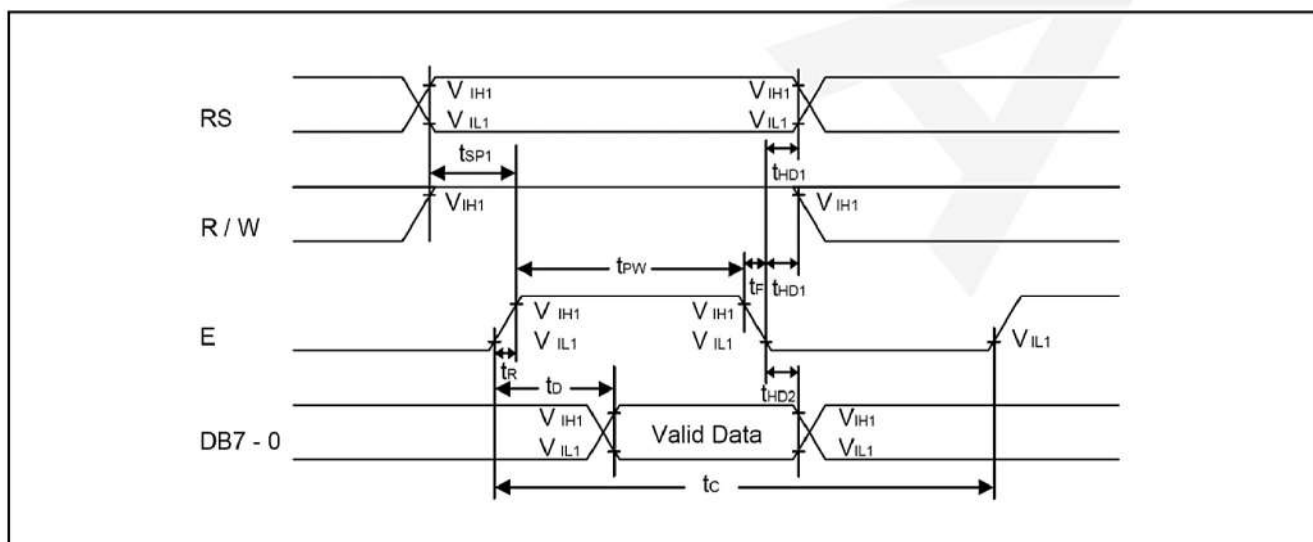 RS
V IH1
V IH1
V IL1
V IL1
tSP1
tHD1
R / W
VIH1
VIH1
tPW
tF
tHD1
E
V IH1
V IH1
V IL1
V IL1
VIL1
tR
tD
tHD2
DB7 - 0
V IH1
Valid Data
VIH1
V IL1
VIL1
tC